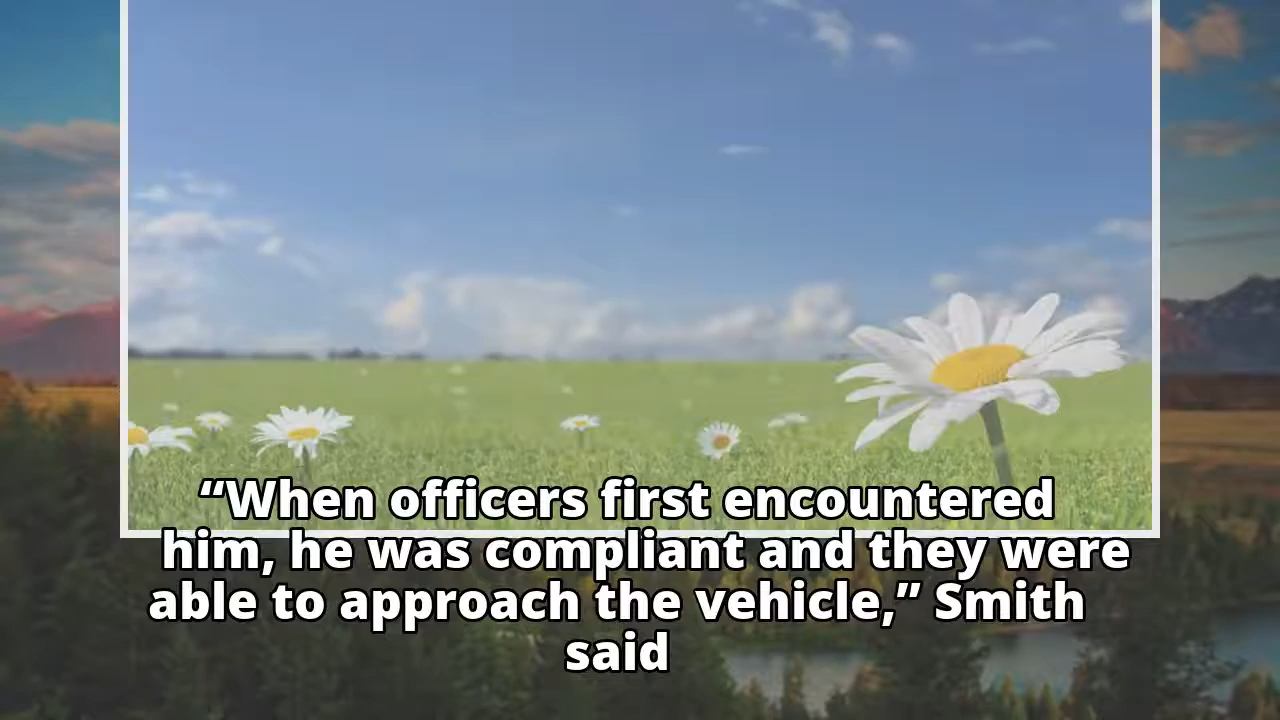 “When officers first encountered
him, he was compliant and they were
able to approach the vehicle,” Smith
said